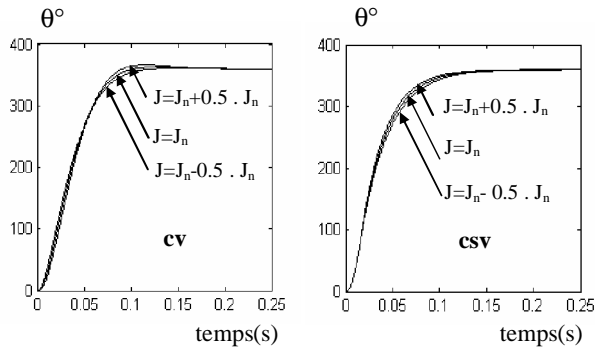 θ°
400
300
200
100
0
J=Jn+0.5 . Jn
J=Jn
J=Jn-0.5 . Jn
cv
0 0.05 0.1 0.15 0.2 0.25
temps(s)
θ°
400
300
200
100
0
J=Jn+0.5 . Jn
J=Jn
J=Jn- 0.5 . Jn
csv
0 0.05 0.1 0.15 0.2 0.25
temps(s)